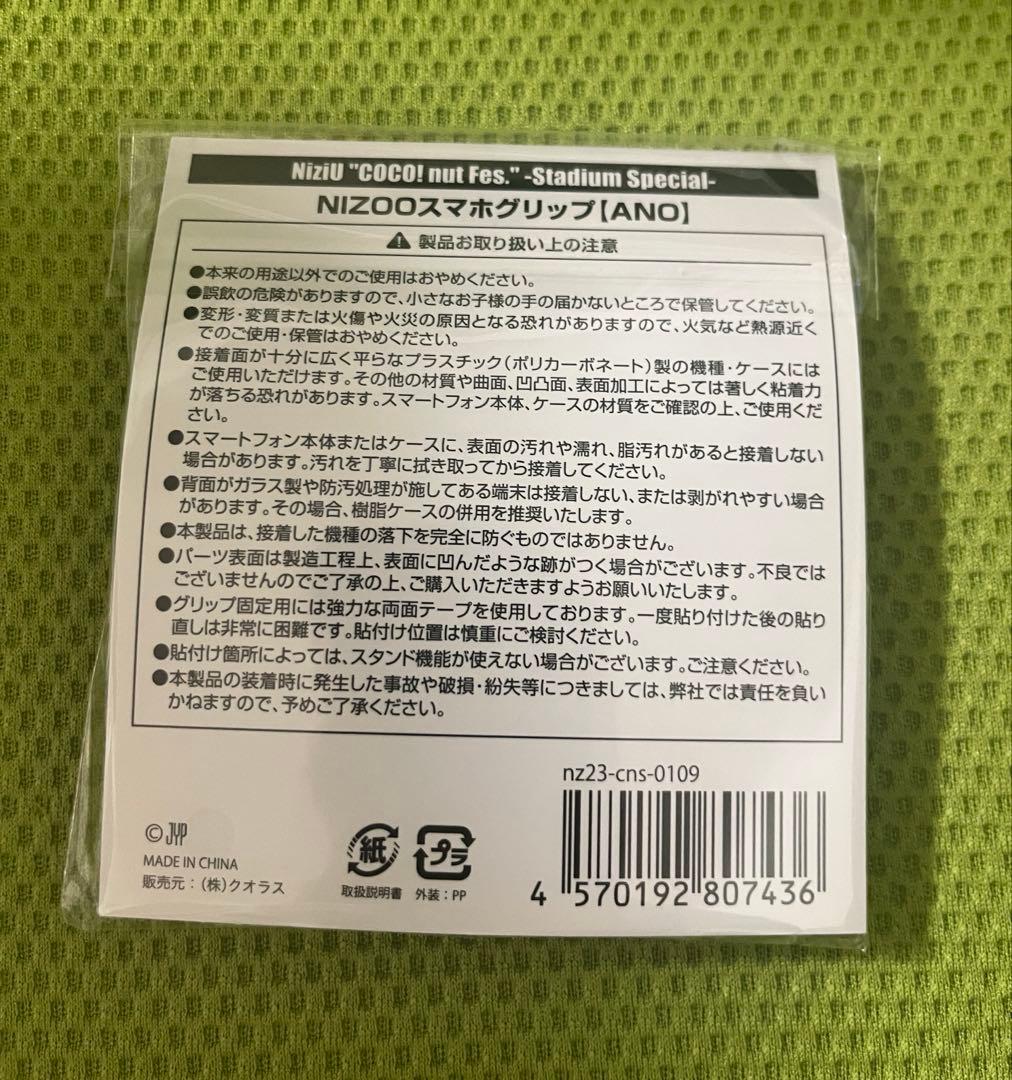 NiziU "COCO! nut Fes." -Stadium Special-
NIZOOスマホグリップ【ANO】
製品お取り扱い上の注意
●本来の用途以外でのご使用はおやめください。
●誤飲の危険がありますので、小さなお子様の手の届かないところで保管してください。
●変形・変質または火傷や火災の原因となる恐れがありますので、火気など熱源近く
でのご使用・保管はおやめください。
●接着面が十分に広く平らなプラスチック(ポリカーボネート)製の機種・ケースには
ご使用いただけます。その他の材質や曲面、凹凸面、表面加工によっては著しく粘着力
が落ちる恐れがあります。スマートフォン本体、ケースの材質をご確認の上、ご使用くだ
さい。
●スマートフォン本体またはケースに、表面の汚れや濡れ、脂汚れがあると接着しない
場合があります。汚れを丁寧に拭き取ってから接着してください。
●背面がガラス製や防汚処理が施してある端末は接着しない、または剥がれやすい場合
があります。その場合、樹脂ケースの併用を推奨いたします。
●本製品は、接着した機種の落下を完全に防ぐものではありません。
●パーツ表面は製造工程上、表面に凹んだような跡がつく場合がございます。不良では
ございませんのでご了承の上、ご購入いただきますようお願いいたします。
●グリップ固定用には強力な両面テープを使用しております。一度貼り付けた後の貼り
直しは非常に困難です。貼付け位置は慎重にご検討ください。
●貼付け箇所によっては、スタンド機能が使えない場合がございます。ご注意ください。
●本製品の装着時に発生した事故や破損・紛失等につきましては、弊社では責任を負い
かねますので、予めご了承ください。
nz23-cns-0109
4 570192 807436
©JYP
MADE IN CHINA
販売元:(株)クオラス
紙
取扱説明書
プラ
外装:PP